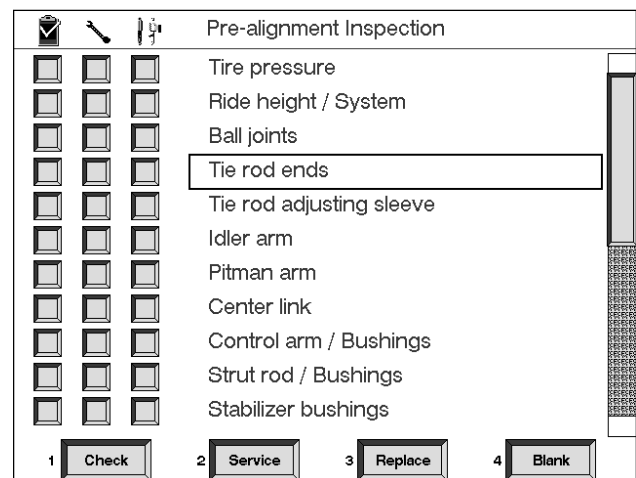 Pre-alignment Inspection
Tire pressure
Ride height / System
Ball joints
Tie rod ends
Tie rod adjusting sleeve
Idler arm
Pitman arm
Center link
Control arm / Bushings
Strut rod / Bushings
Stabilizer bushings
1 Check 2 Service 3 Replace 4 Blank